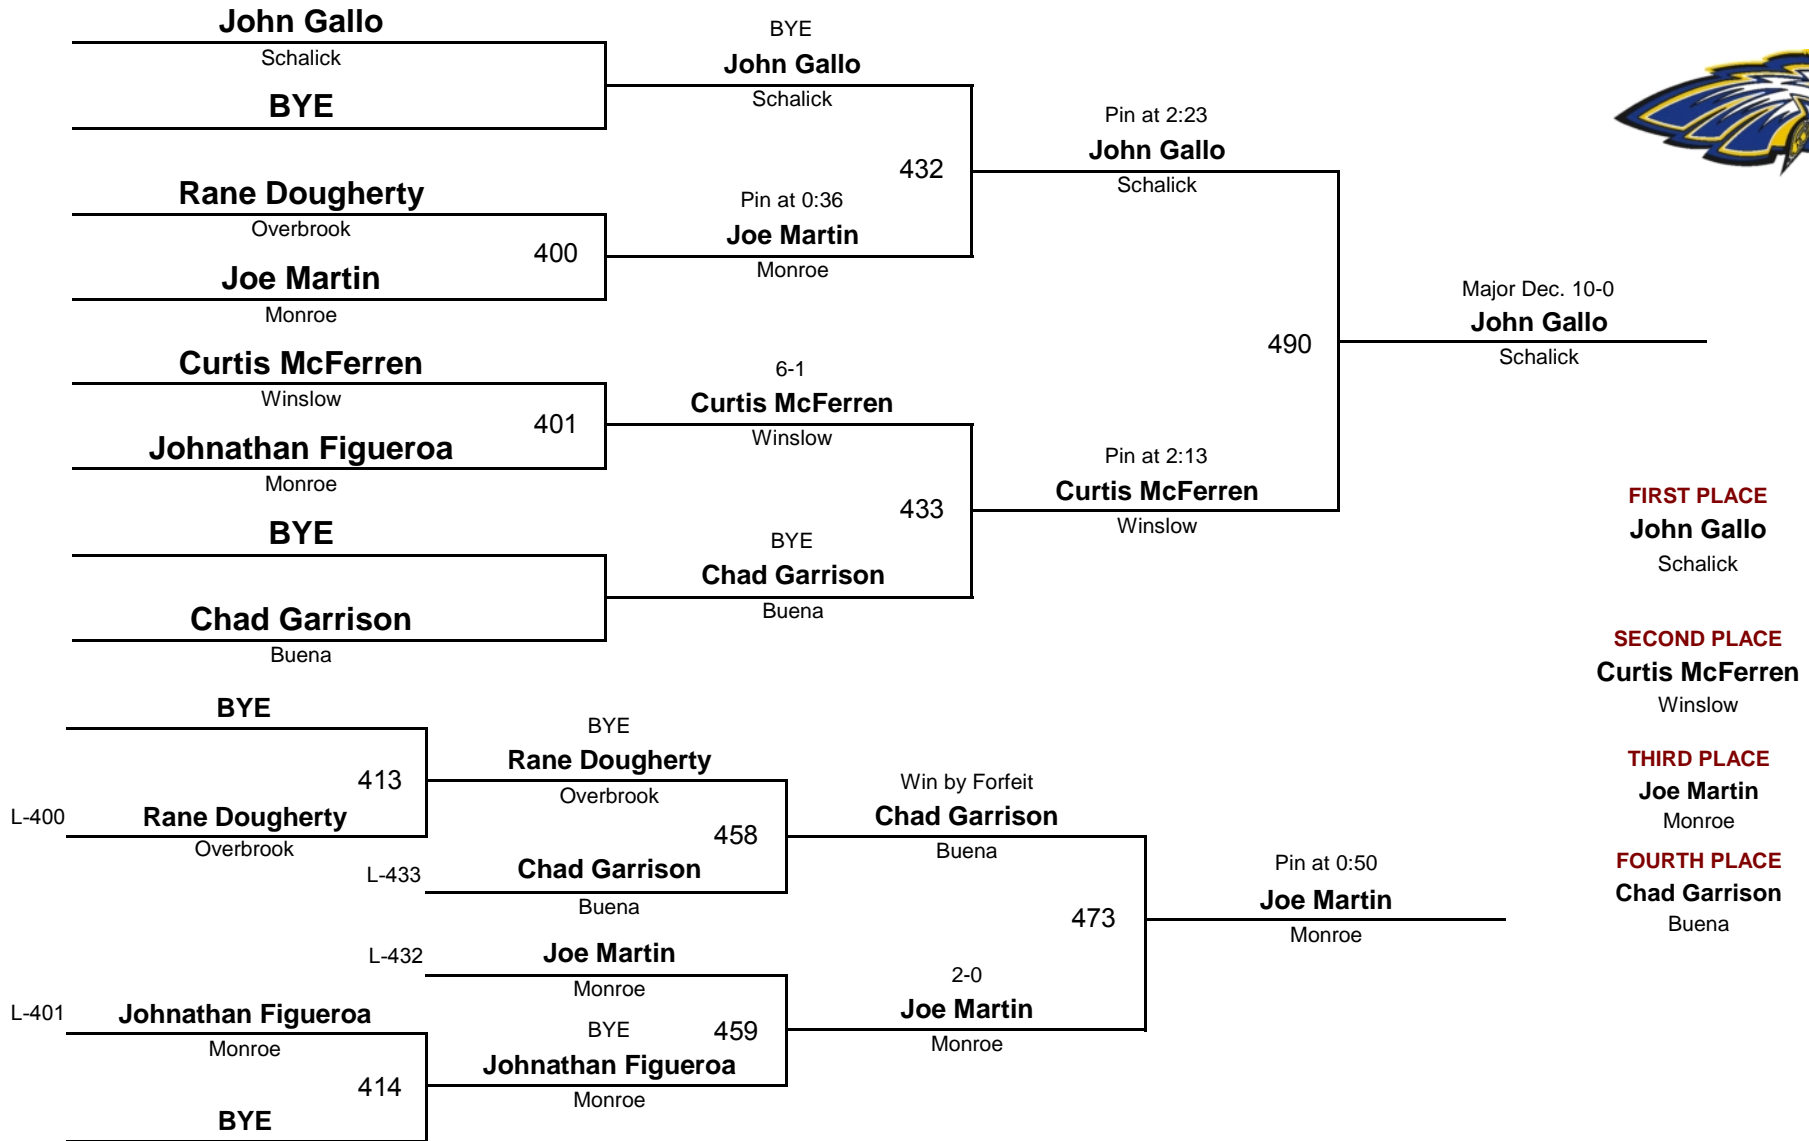 John Gallo
Schalick
BYE
Rane Dougherty
Overbrook
400
Joe Martin
Monroe
Curtis McFerren
Winslow
401
Johnathan Figueroa
Monroe
BYE
Chad Garrison
Buena
BYE
John Gallo
Schalick
432
Pin at 0:36
Joe Martin
Monroe
6-1
Curtis McFerren
Winslow
433
BYE
Chad Garrison
Buena
Pin at 2:23
John Gallo
Schalick
490
Pin at 2:13
Curtis McFerren
Winslow
Major Dec. 10-0
John Gallo
Schalick
FIRST PLACE
John Gallo
Schalick
SECOND PLACE
Curtis McFerren
Winslow
THIRD PLACE
Joe Martin
Monroe
FOURTH PLACE
Chad Garrison
Buena
BYE
413
L-400
Rane Dougherty
Overbrook
L-401
Johnathan Figueroa
Monroe
414
BYE
BYE
Rane Dougherty
Overbrook
458
L-433
Chad Garrison
Buena
L-432
Joe Martin
Monroe
BYE
459
Johnathan Figueroa
Monroe
Win by Forfeit
Chad Garrison
Buena
473
2-0
Joe Martin
Monroe
Pin at 0:50
Joe Martin
Monroe